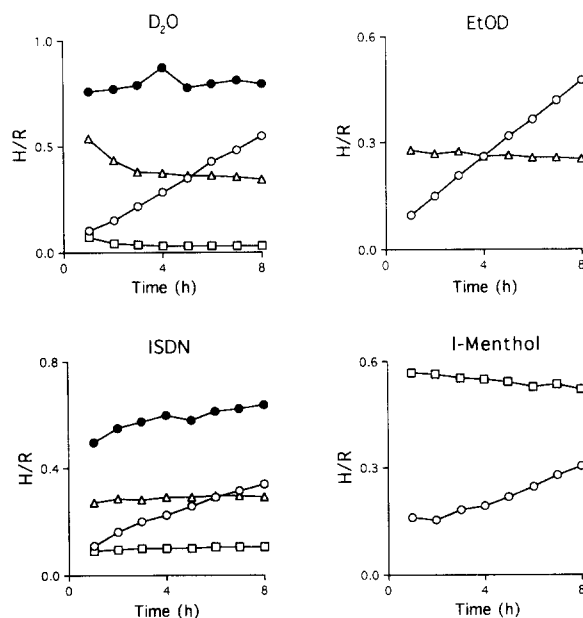 D₂O
EtOD
1.0
0.5
0.0
H/R
0
4
8
Time (h)
0.6
0.3
0.0
H/R
0
4
8
Time (h)
ISDN
l-Menthol
0.8
0.4
0.0
H/R
0
4
8
Time (h)
0.6
0.3
0.0
H/R
0
4
8
Time (h)